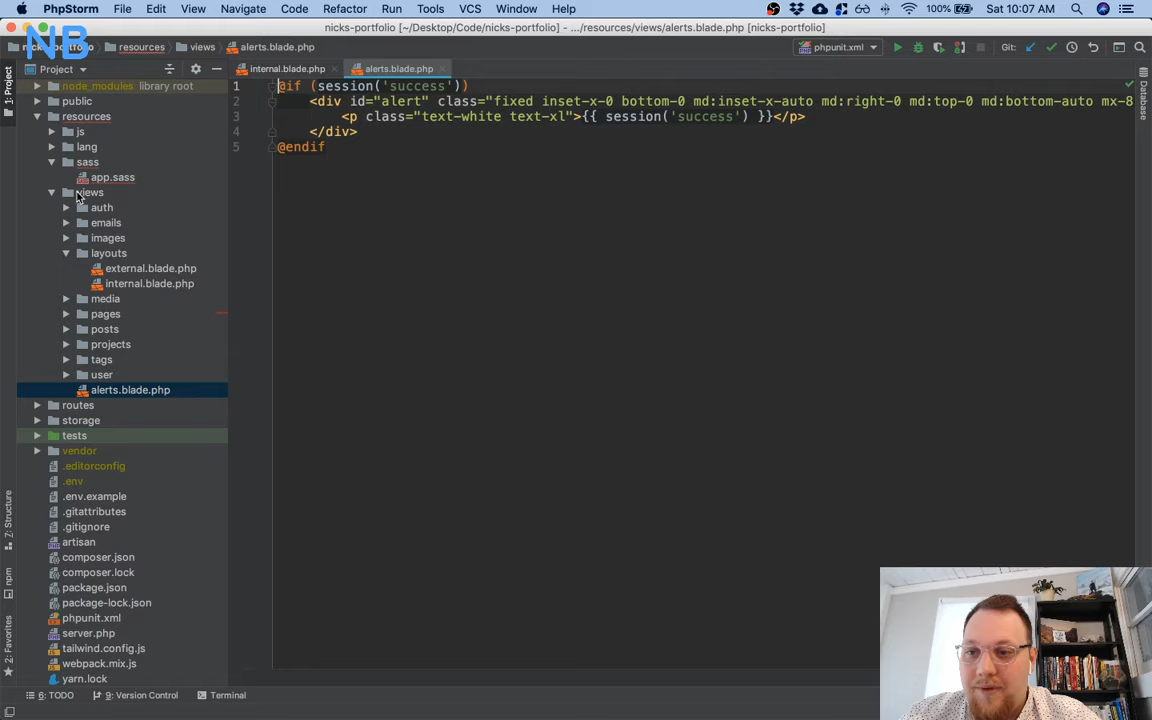 PhpStorm File Edit View Navigate Code Refactor Run Tools VCS Window Help 100% Sat 10:07 AM
nicks-portfolio [~/Desktop/Code/nicks-portfolio] - .../resources/views/alerts.blade.php [nicks-portfolio]
NB
resources views alerts.blade.php phpunit.xml Git:
Project internal.blade.php alerts.blade.php
1: Project
node_modules library root
public
resources
js
lang
sass
app.sass
views
auth
emails
images
layouts
external.blade.php
internal.blade.php
media
pages
posts
projects
tags
user
alerts.blade.php
routes
storage
tests
vendor
.editorconfig
.env
.env.example
.gitattributes
.gitignore
artisan
composer.json
composer.lock
package.json
package-lock.json
phpunit.xml
server.php
tailwind.config.js
webpack.mix.js
yarn.lock
7: Structure
npm
2: Favorites
1 @if (session('success'))
2 <div id="alert" class="fixed inset-x-0 bottom-0 md:inset-x-auto md:right-0 md:top-0 md:bottom-auto mx-8
3 <p class="text-white text-xl">{{ session('success') }}</p>
4 </div>
5 @endif
Database
6: TODO 9: Version Control Terminal